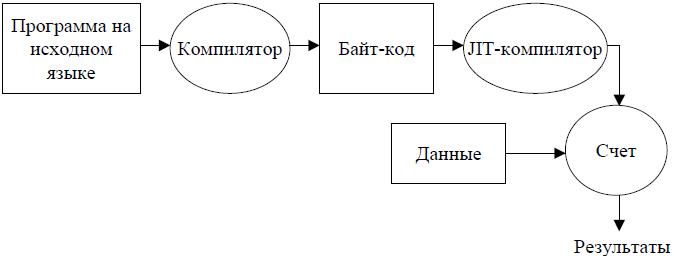 Программа на
исходном
языке
Компилятор
Байт-код
JIT-компилятор
Данные
Счет
Результаты